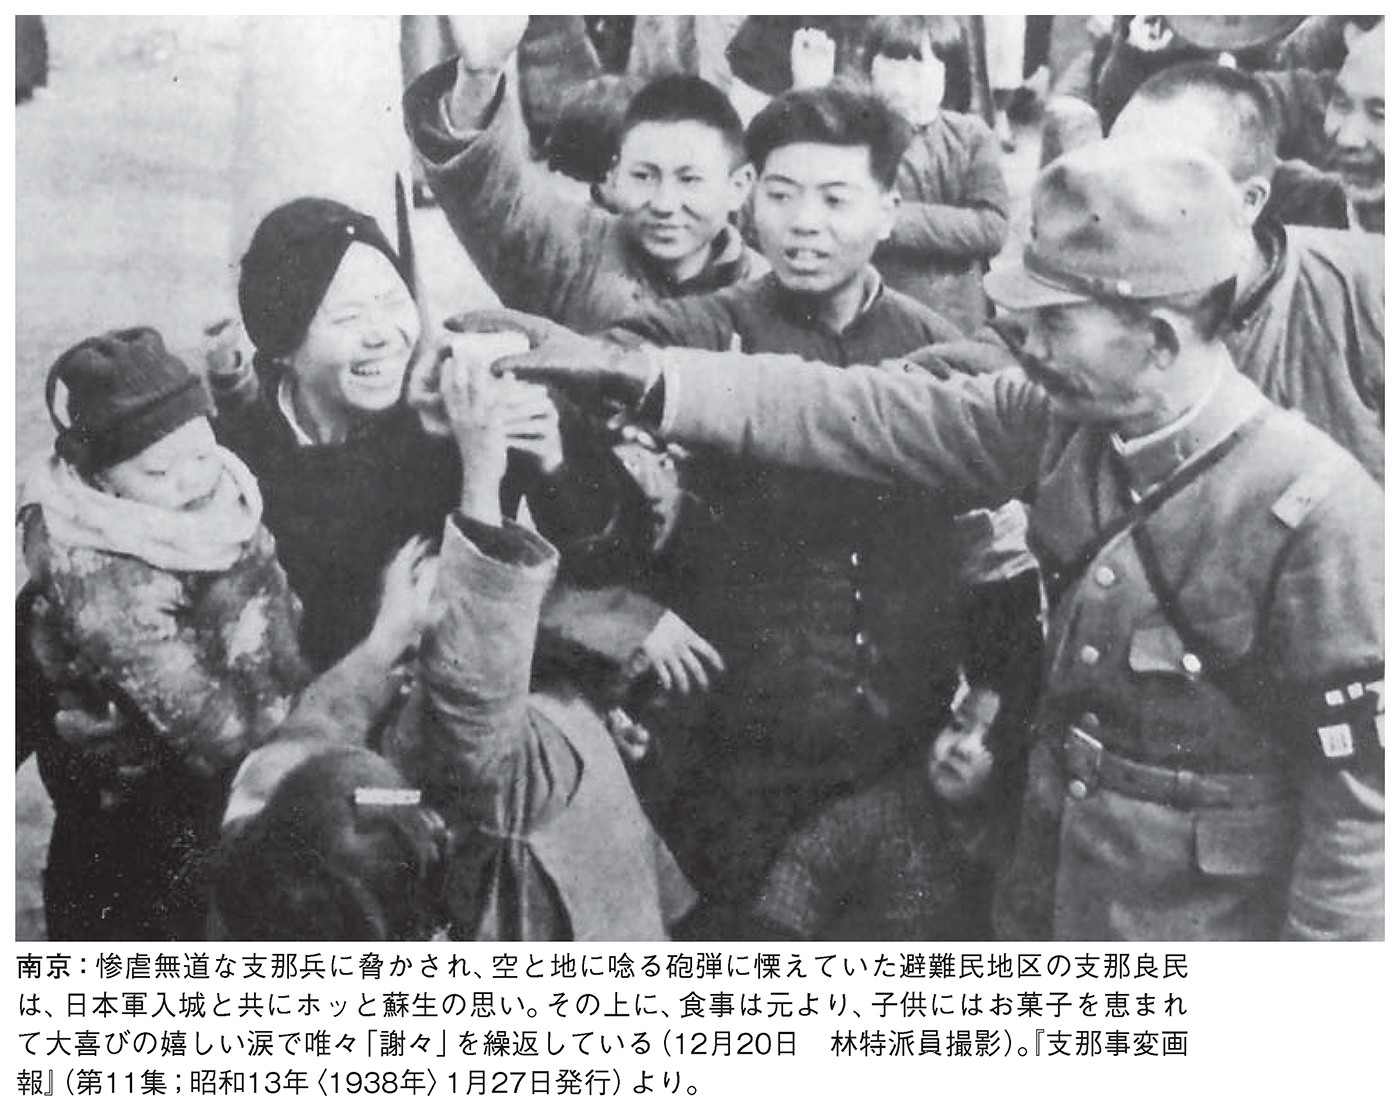 南京：惨虐無道な支那兵に脅かされ、空と地に唸る砲弾に慄えていた避難民地区の支那良民
は、日本軍入城と共にホッと蘇生の思い。その上に、食事は元より、子供にはお菓子を恵まれ
て大喜びの嬉しい涙で唯々「謝々」を繰返している（12月20日　林特派員撮影）。『支那事変画
報』（第11集；昭和13年〈1938年〉1月27日発行）より。